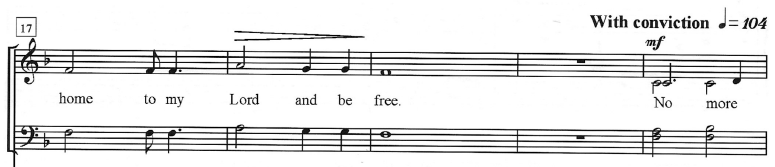 17
With conviction ♩= 104
mf
home to my Lord and be free. No more